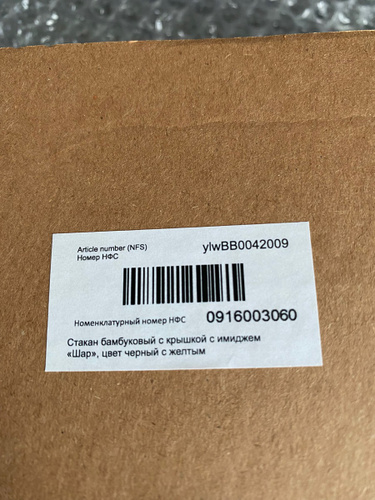 Article number (NFS) ylwBB0042009
Номер НФС
Номенклатурный номер НФС 0916003060
Стакан бамбуковый с крышкой с имиджем
«Шар», цвет черный с желтым